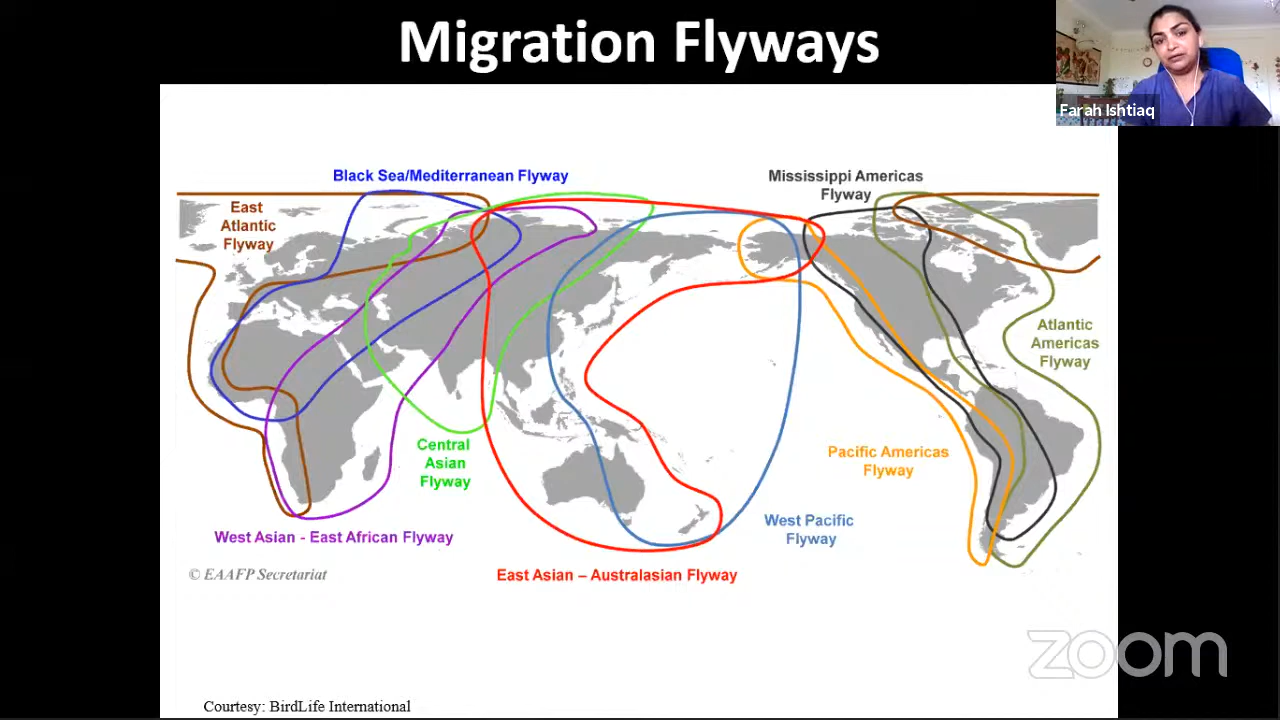 Migration Flyways
Farah Ishtiaq
Black Sea/Mediterranean Flyway
Mississippi Americas
Flyway
East
Atlantic
Flyway
Atlantic
Americas
Flyway
Central
Asian
Flyway
Pacific Americas
Flyway
West Asian - East African Flyway
West Pacific
Flyway
© EAAFP Secretariat
East Asian – Australasian Flyway
zoom
Courtesy: BirdLife International